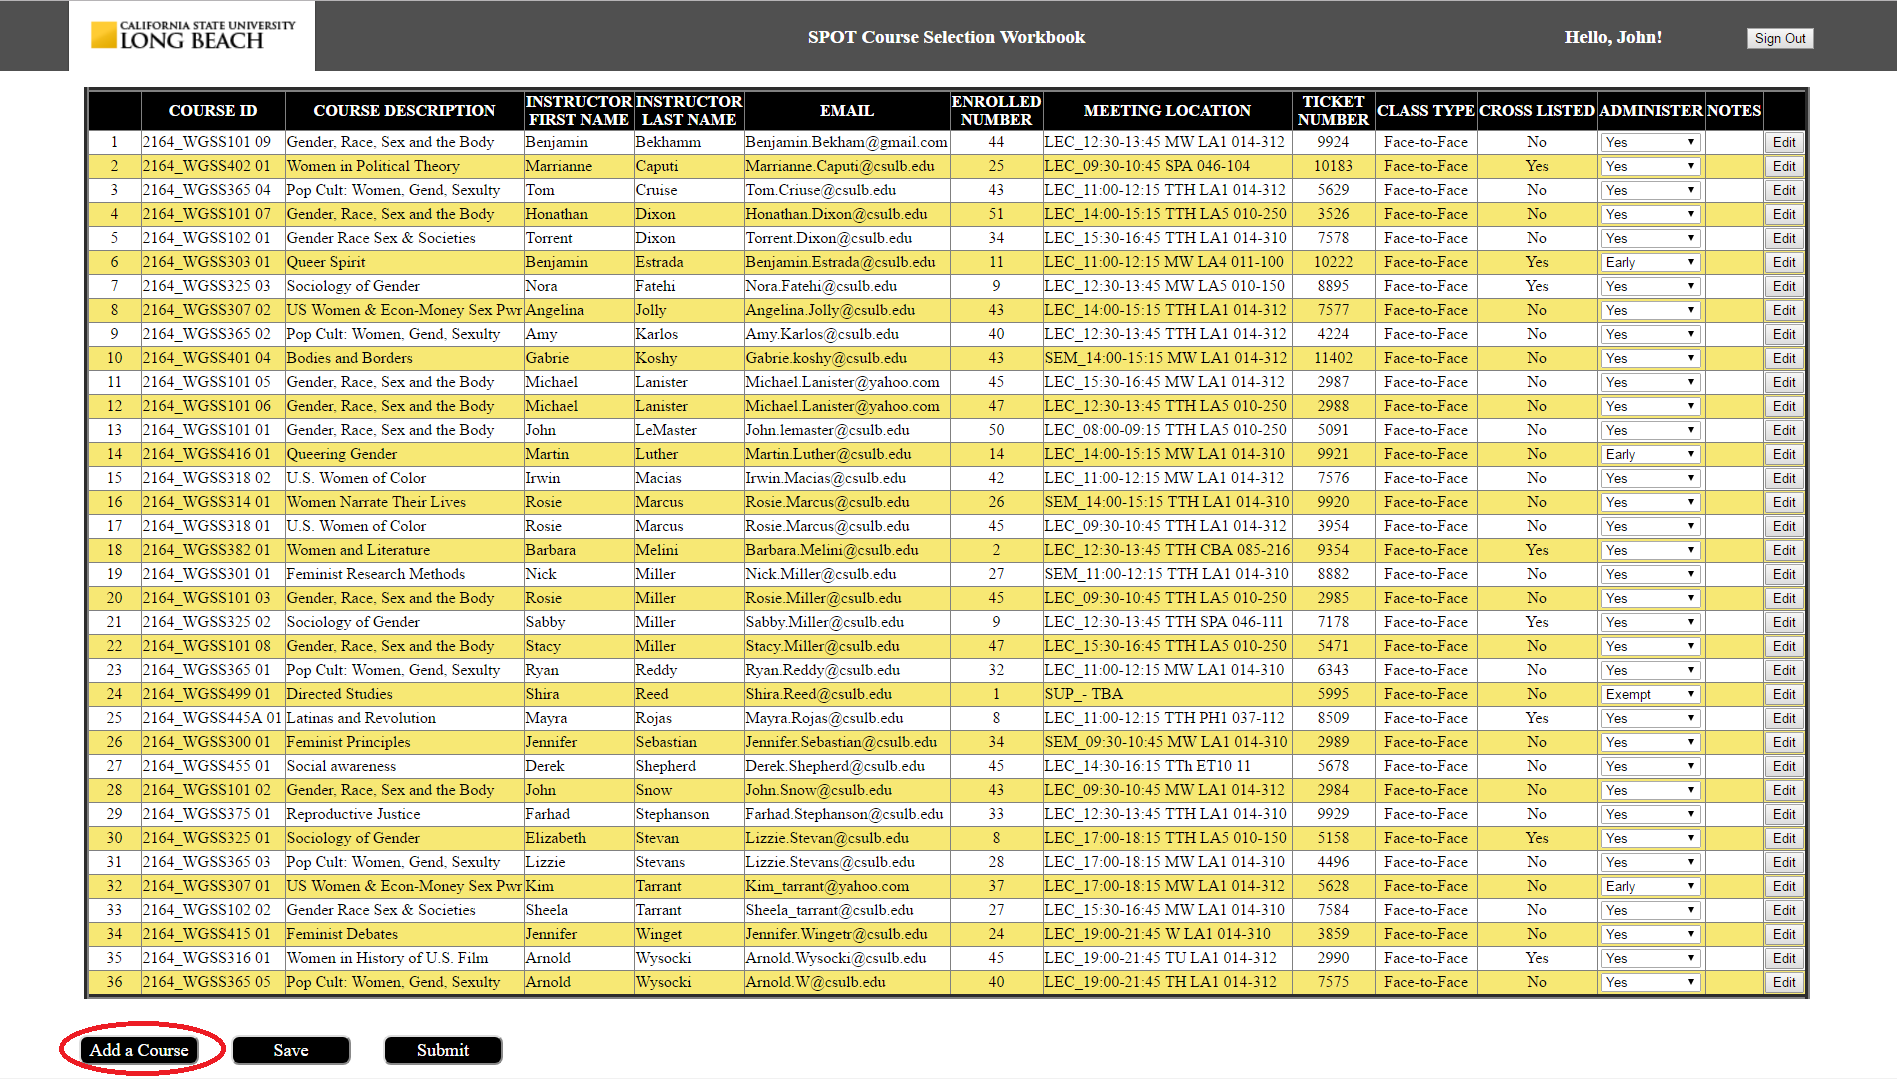 CALIFORNIA STATE UNIVERSITY
LONG BEACH
SPOT Course Selection Workbook
Hello, John!
Sign Out
COURSE ID COURSE DESCRIPTION INSTRUCTOR FIRST NAME INSTRUCTOR LAST NAME EMAIL ENROLLED NUMBER MEETING LOCATION TICKET NUMBER CLASS TYPE CROSS LISTED ADMINISTER NOTES
1 2164_WGSS101 09 Gender, Race, Sex and the Body Benjamin Bekhamm Benjamin.Bekham@gmail.com 44 LEC_12:30-13:45 MW LA1 014-312 9924 Face-to-Face No Yes Edit
2 2164_WGSS402 01 Women in Political Theory Marrianne Caputi Marrianne.Caputi@csulb.edu 25 LEC_09:30-10:45 SPA 046-104 10183 Face-to-Face Yes Yes Edit
3 2164_WGSS365 04 Pop Cult: Women, Gend, Sexulty Tom Cruise Tom.Criuse@csulb.edu 43 LEC_11:00-12:15 TTH LA1 014-312 5629 Face-to-Face No Yes Edit
4 2164_WGSS101 07 Gender, Race, Sex and the Body Honathan Dixon Honathan.Dixon@csulb.edu 51 LEC_14:00-15:15 TTH LA5 010-250 3526 Face-to-Face No Yes Edit
5 2164_WGSS102 01 Gender Race Sex & Societies Torrent Dixon Torrent.Dixon@csulb.edu 34 LEC_15:30-16:45 TTH LA1 014-310 7578 Face-to-Face No Yes Edit
6 2164_WGSS303 01 Queer Spirit Benjamin Estrada Benjamin.Estrada@csulb.edu 11 LEC_11:00-12:15 MW LA4 011-100 10222 Face-to-Face Yes Early Edit
7 2164_WGSS325 03 Sociology of Gender Nora Fatehi Nora.Fatehi@csulb.edu 9 LEC_12:30-13:45 MW LA5 010-150 8895 Face-to-Face Yes Yes Edit
8 2164_WGSS307 02 US Women & Econ-Money Sex Pwr Angelina Jolly Angelina.Jolly@csulb.edu 43 LEC_14:00-15:15 TTH LA1 014-312 7577 Face-to-Face No Yes Edit
9 2164_WGSS365 02 Pop Cult: Women, Gend, Sexulty Amy Karlos Amy.Karlos@csulb.edu 40 LEC_12:30-13:45 TTH LA1 014-312 4224 Face-to-Face No Yes Edit
10 2164_WGSS401 04 Bodies and Borders Gabrie Koshy Gabrie.koshy@csulb.edu 43 SEM_14:00-15:15 MW LA1 014-312 11402 Face-to-Face No Yes Edit
11 2164_WGSS101 05 Gender, Race, Sex and the Body Michael Lanister Michael.Lanister@yahoo.com 45 LEC_15:30-16:45 MW LA1 014-312 2987 Face-to-Face No Yes Edit
12 2164_WGSS101 06 Gender, Race, Sex and the Body Michael Lanister Michael.Lanister@yahoo.com 47 LEC_12:30-13:45 TTH LA5 010-250 2988 Face-to-Face No Yes Edit
13 2164_WGSS101 01 Gender, Race, Sex and the Body John LeMaster John.lemaster@csulb.edu 50 LEC_08:00-09:15 TTH LA5 010-250 5091 Face-to-Face No Yes Edit
14 2164_WGSS416 01 Queering Gender Martin Luther Martin.Luther@csulb.edu 14 LEC_14:00-15:15 MW LA1 014-310 9921 Face-to-Face No Early Edit
15 2164_WGSS318 02 U.S. Women of Color Irwin Macias Irwin.Macias@csulb.edu 42 LEC_11:00-12:15 MW LA1 014-312 7576 Face-to-Face No Yes Edit
16 2164_WGSS314 01 Women Narrate Their Lives Rosie Marcus Rosie.Marcus@csulb.edu 26 SEM_14:00-15:15 TTH LA1 014-310 9920 Face-to-Face No Yes Edit
17 2164_WGSS318 01 U.S. Women of Color Rosie Marcus Rosie.Marcus@csulb.edu 45 LEC_09:30-10:45 TTH LA1 014-312 3954 Face-to-Face No Yes Edit
18 2164_WGSS382 01 Women and Literature Barbara Melini Barbara.Melini@csulb.edu 2 LEC_12:30-13:45 TTH CBA 085-216 9354 Face-to-Face Yes Yes Edit
19 2164_WGSS301 01 Feminist Research Methods Nick Miller Nick.Miller@csulb.edu 27 SEM_11:00-12:15 TTH LA1 014-310 8882 Face-to-Face No Yes Edit
20 2164_WGSS101 03 Gender, Race, Sex and the Body Rosie Miller Rosie.Miller@csulb.edu 45 LEC_09:30-10:45 TTH LA5 010-250 2985 Face-to-Face No Yes Edit
21 2164_WGSS325 02 Sociology of Gender Sabby Miller Sabby.Miller@csulb.edu 9 LEC_12:30-13:45 TTH SPA 046-111 7178 Face-to-Face Yes Yes Edit
22 2164_WGSS101 08 Gender, Race, Sex and the Body Stacy Miller Stacy.Miller@csulb.edu 47 LEC_15:30-16:45 TTH LA5 010-250 5471 Face-to-Face No Yes Edit
23 2164_WGSS365 01 Pop Cult: Women, Gend, Sexulty Ryan Reddy Ryan.Reddy@csulb.edu 32 LEC_11:00-12:15 MW LA1 014-310 6343 Face-to-Face No Yes Edit
24 2164_WGSS499 01 Directed Studies Shira Reed Shira.Reed@csulb.edu 1 SUP_- TBA 5995 Face-to-Face No Exempt Edit
25 2164_WGSS445A 01 Latinas and Revolution Mayra Rojas Mayra.Rojas@csulb.edu 8 LEC_11:00-12:15 TTH PH1 037-112 8509 Face-to-Face Yes Yes Edit
26 2164_WGSS300 01 Feminist Principles Jennifer Sebastian Jennifer.Sebastian@csulb.edu 34 SEM_09:30-10:45 MW LA1 014-310 2989 Face-to-Face No Yes Edit
27 2164_WGSS455 01 Social awareness Derek Shepherd Derek.Shepherd@csulb.edu 45 LEC_14:30-16:15 TTh ET10 11 5678 Face-to-Face No Yes Edit
28 2164_WGSS101 02 Gender, Race, Sex and the Body John Snow John.Snow@csulb.edu 43 LEC_09:30-10:45 MW LA1 014-312 2984 Face-to-Face No Yes Edit
29 2164_WGSS375 01 Reproductive Justice Farhad Stephanson Farhad.Stephanson@csulb.edu 33 LEC_12:30-13:45 TTH LA1 014-310 9929 Face-to-Face No Yes Edit
30 2164_WGSS325 01 Sociology of Gender Elizabeth Stevan Lizzie.Stevan@csulb.edu 8 LEC_17:00-18:15 TTH LA5 010-150 5158 Face-to-Face Yes Yes Edit
31 2164_WGSS365 03 Pop Cult: Women, Gend, Sexulty Lizzie Stevans Lizzie.Stevans@csulb.edu 28 LEC_17:00-18:15 MW LA1 014-310 4496 Face-to-Face No Yes Edit
32 2164_WGSS307 01 US Women & Econ-Money Sex Pwr Kim Tarrant Kim_tarrant@yahoo.com 37 LEC_17:00-18:15 MW LA1 014-312 5628 Face-to-Face No Early Edit
33 2164_WGSS102 02 Gender Race Sex & Societies Sheela Tarrant Sheela_tarrant@csulb.edu 27 LEC_15:30-16:45 MW LA1 014-310 7584 Face-to-Face No Yes Edit
34 2164_WGSS415 01 Feminist Debates Jennifer Winget Jennifer.Wingetr@csulb.edu 24 LEC_19:00-21:45 W LA1 014-310 3859 Face-to-Face No Yes Edit
35 2164_WGSS316 01 Women in History of U.S. Film Arnold Wysocki Arnold.Wysocki@csulb.edu 45 LEC_19:00-21:45 TU LA1 014-312 2990 Face-to-Face Yes Yes Edit
36 2164_WGSS365 05 Pop Cult: Women, Gend, Sexulty Arnold Wysocki Arnold.W@csulb.edu 40 LEC_19:00-21:45 TH LA1 014-312 7575 Face-to-Face No Yes Edit
Add a Course Save Submit